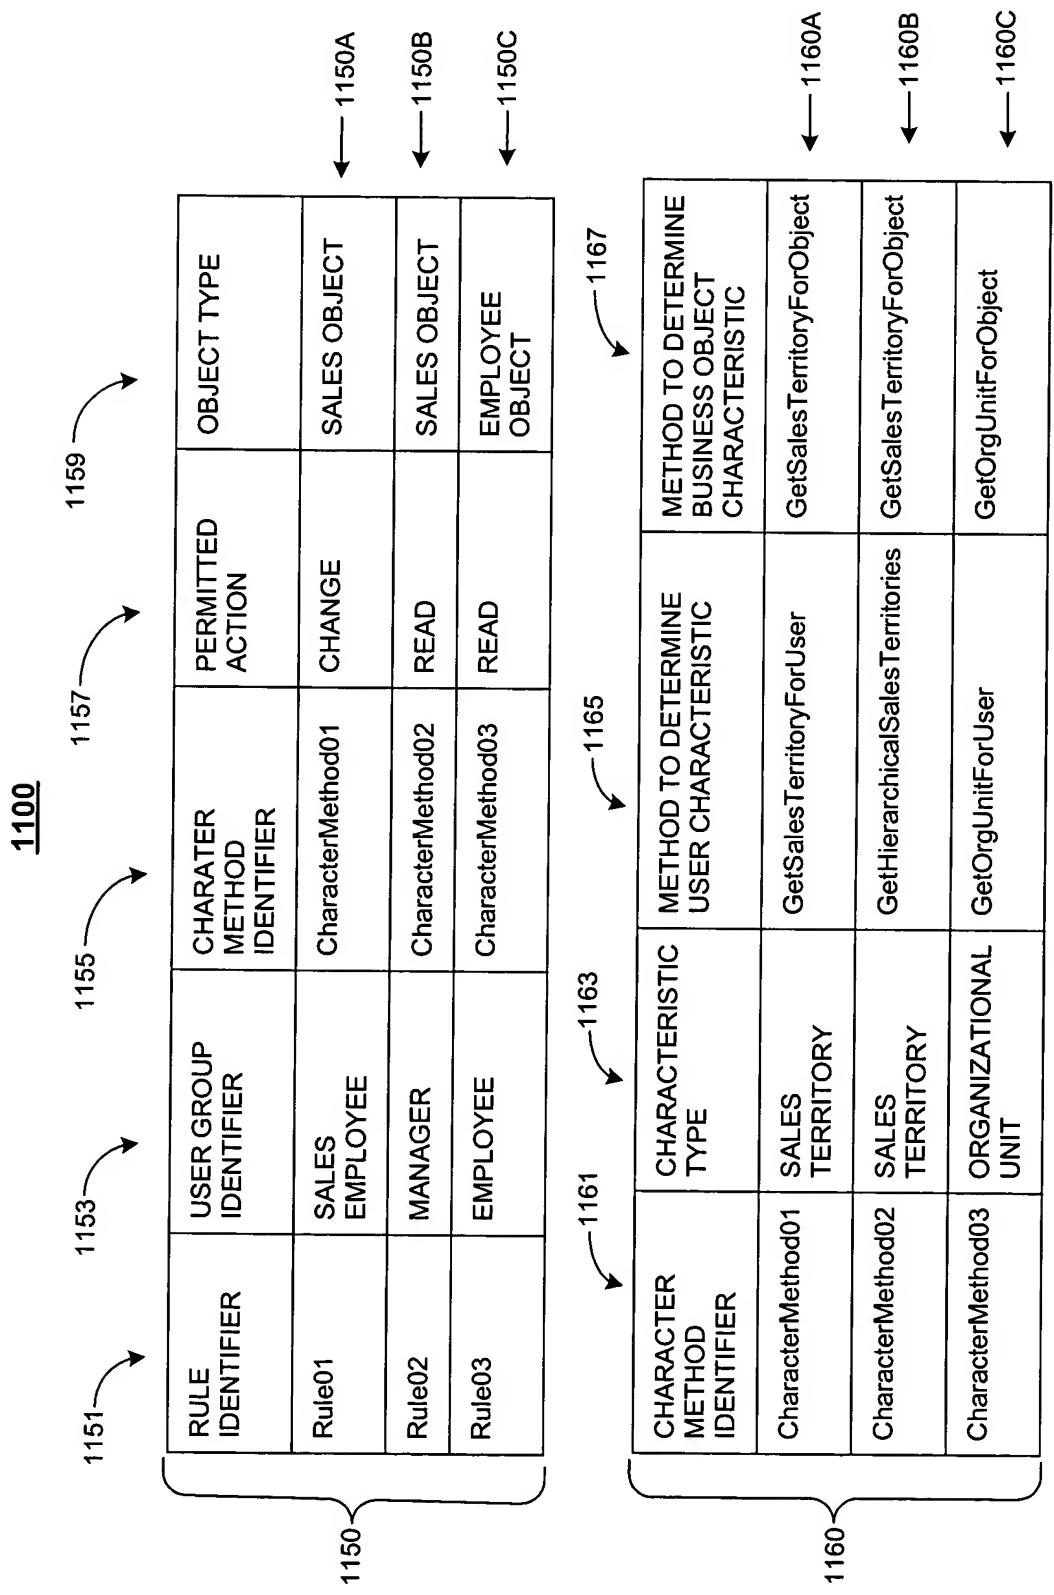 1100
1151
1153
1155
1157
1159
RULE
IDENTIFIER
USER GROUP
IDENTIFIER
CHARATER
METHOD
IDENTIFIER
PERMITTED
ACTION
OBJECT TYPE
Rule01
SALES
EMPLOYEE
CharacterMethod01
CHANGE
SALES OBJECT
1150A
Rule02
MANAGER
CharacterMethod02
READ
SALES OBJECT
1150B
Rule03
EMPLOYEE
CharacterMethod03
READ
EMPLOYEE
OBJECT
1150C
1150
1161
1163
1165
1167
CHARACTER
METHOD
IDENTIFIER
CHARACTERISTIC
TYPE
METHOD TO DETERMINE
USER CHARACTERISTIC
METHOD TO DETERMINE
BUSINESS OBJECT
CHARACTERISTIC
CharacterMethod01
SALES
TERRITORY
GetSalesTerritoryForUser
GetSalesTerritoryForObject
1160A
CharacterMethod02
SALES
TERRITORY
GetHierarchicalSalesTerritories
GetSalesTerritoryForObject
1160B
CharacterMethod03
ORGANIZATIONAL
UNIT
GetOrgUnitForUser
GetOrgUnitForObject
1160C
1160